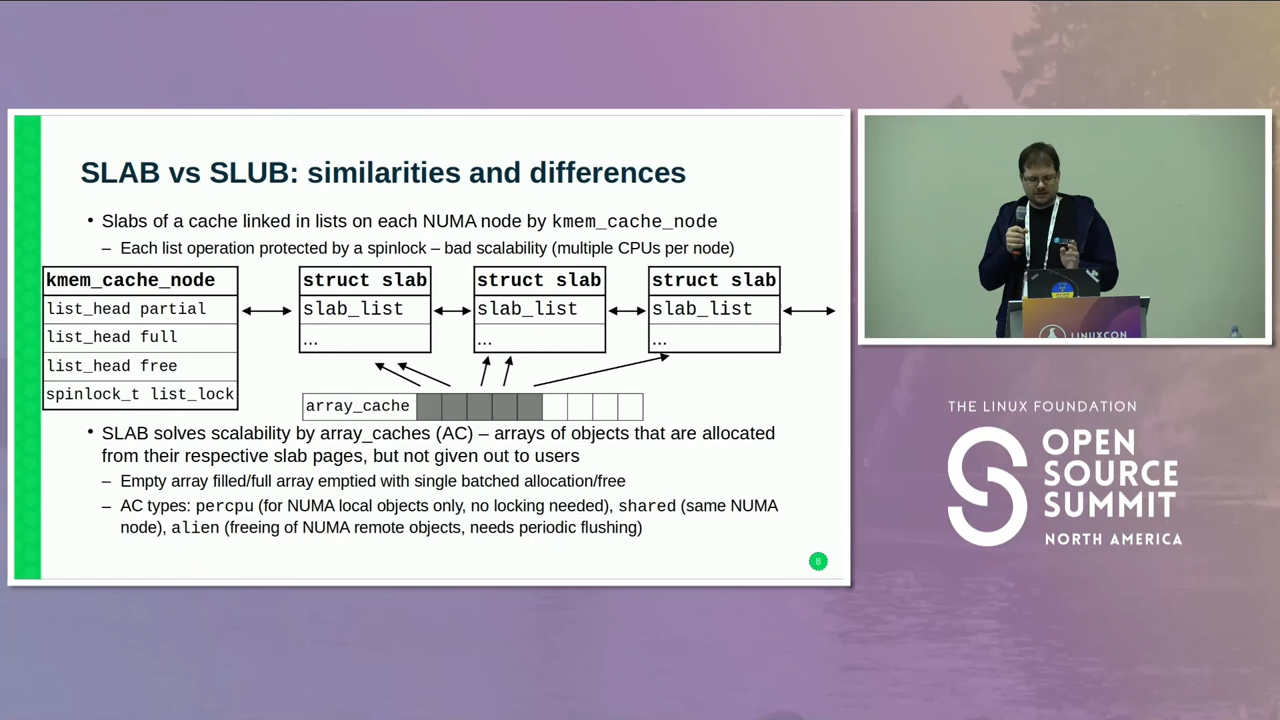 SLAB vs SLUB: similarities and differences
• Slabs of a cache linked in lists on each NUMA node by kmem_cache_node
– Each list operation protected by a spinlock – bad scalability (multiple CPUs per node)
kmem_cache_node
list_head partial
list_head full
list_head free
spinlock_t list_lock
struct slab
slab_list
...
struct slab
slab_list
...
struct slab
slab_list
...
array_cache
• SLAB solves scalability by array_caches (AC) – arrays of objects that are allocated
from their respective slab pages, but not given out to users
– Empty array filled/full array emptied with single batched allocation/free
– AC types: percpu (for NUMA local objects only, no locking needed), shared (same NUMA
node), alien (freeing of NUMA remote objects, needs periodic flushing)
8
LINUXCON
THE LINUX FOUNDATION
OPEN
SOURCE
SUMMIT
NORTH AMERICA